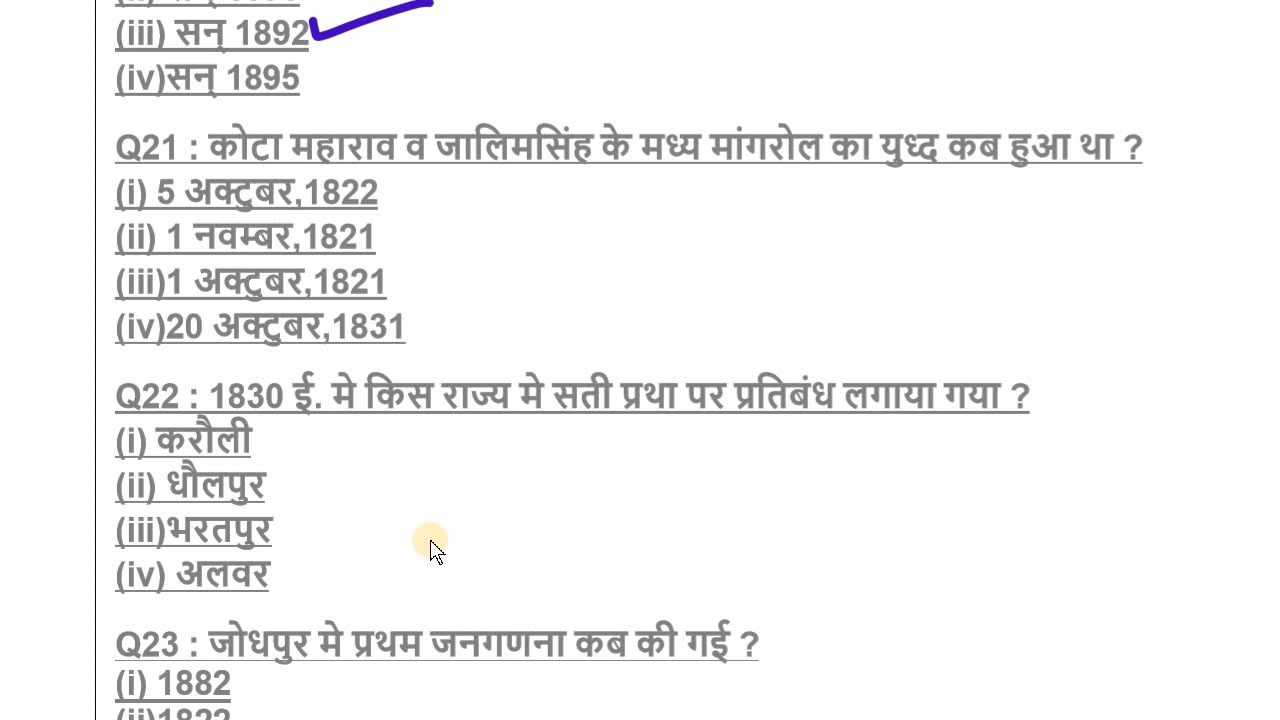 (iii) सन् 1892
(iv)सन् 1895
Q21 : कोटा महाराव व जालिमसिंह के मध्य मांगरोल का युध्द कब हुआ था ?
(i) 5 अक्टुबर,1822
(ii) 1 नवम्बर,1821
(iii)1 अक्टुबर,1821
(iv)20 अक्टुबर,1831
Q22 : 1830 ई. मे किस राज्य मे सती प्रथा पर प्रतिबंध लगाया गया ?
(i) करौली
(ii) धौलपुर
(iii)भरतपुर
(iv) अलवर
Q23 : जोधपुर मे प्रथम जनगणना कब की गई ?
(i) 1882
(ii)1822